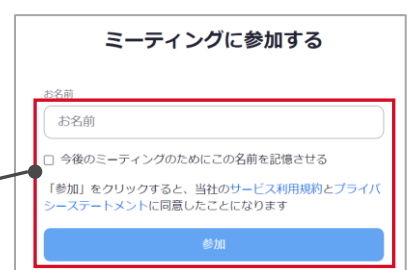 ミーティングに参加する
お名前
お名前
今後のミーティングのためにこの名前を記憶させる
「参加」をクリックすると、当社のサービス利用規約とプライバ
シーステートメントに同意したことになります
参加